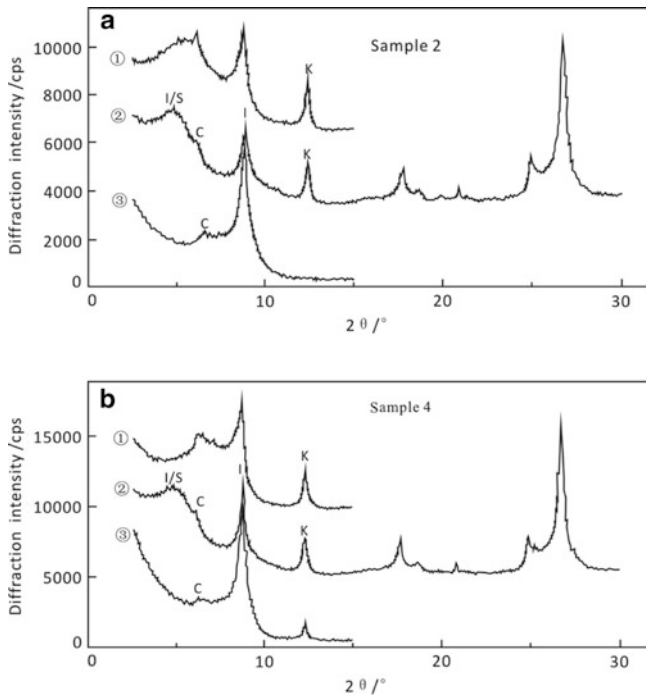 a
Sample 2
Diffraction intensity /cps
10000
8000
6000
4000
2000
0
①
②
③
I/S
C
I
K
K
C
0
10
20
30
2 θ /°
b
Sample 4
Diffraction intensity /cps
15000
10000
5000
0
①
②
③
I/S
C
I
K
K
C
0
10
20
30
2 θ /°